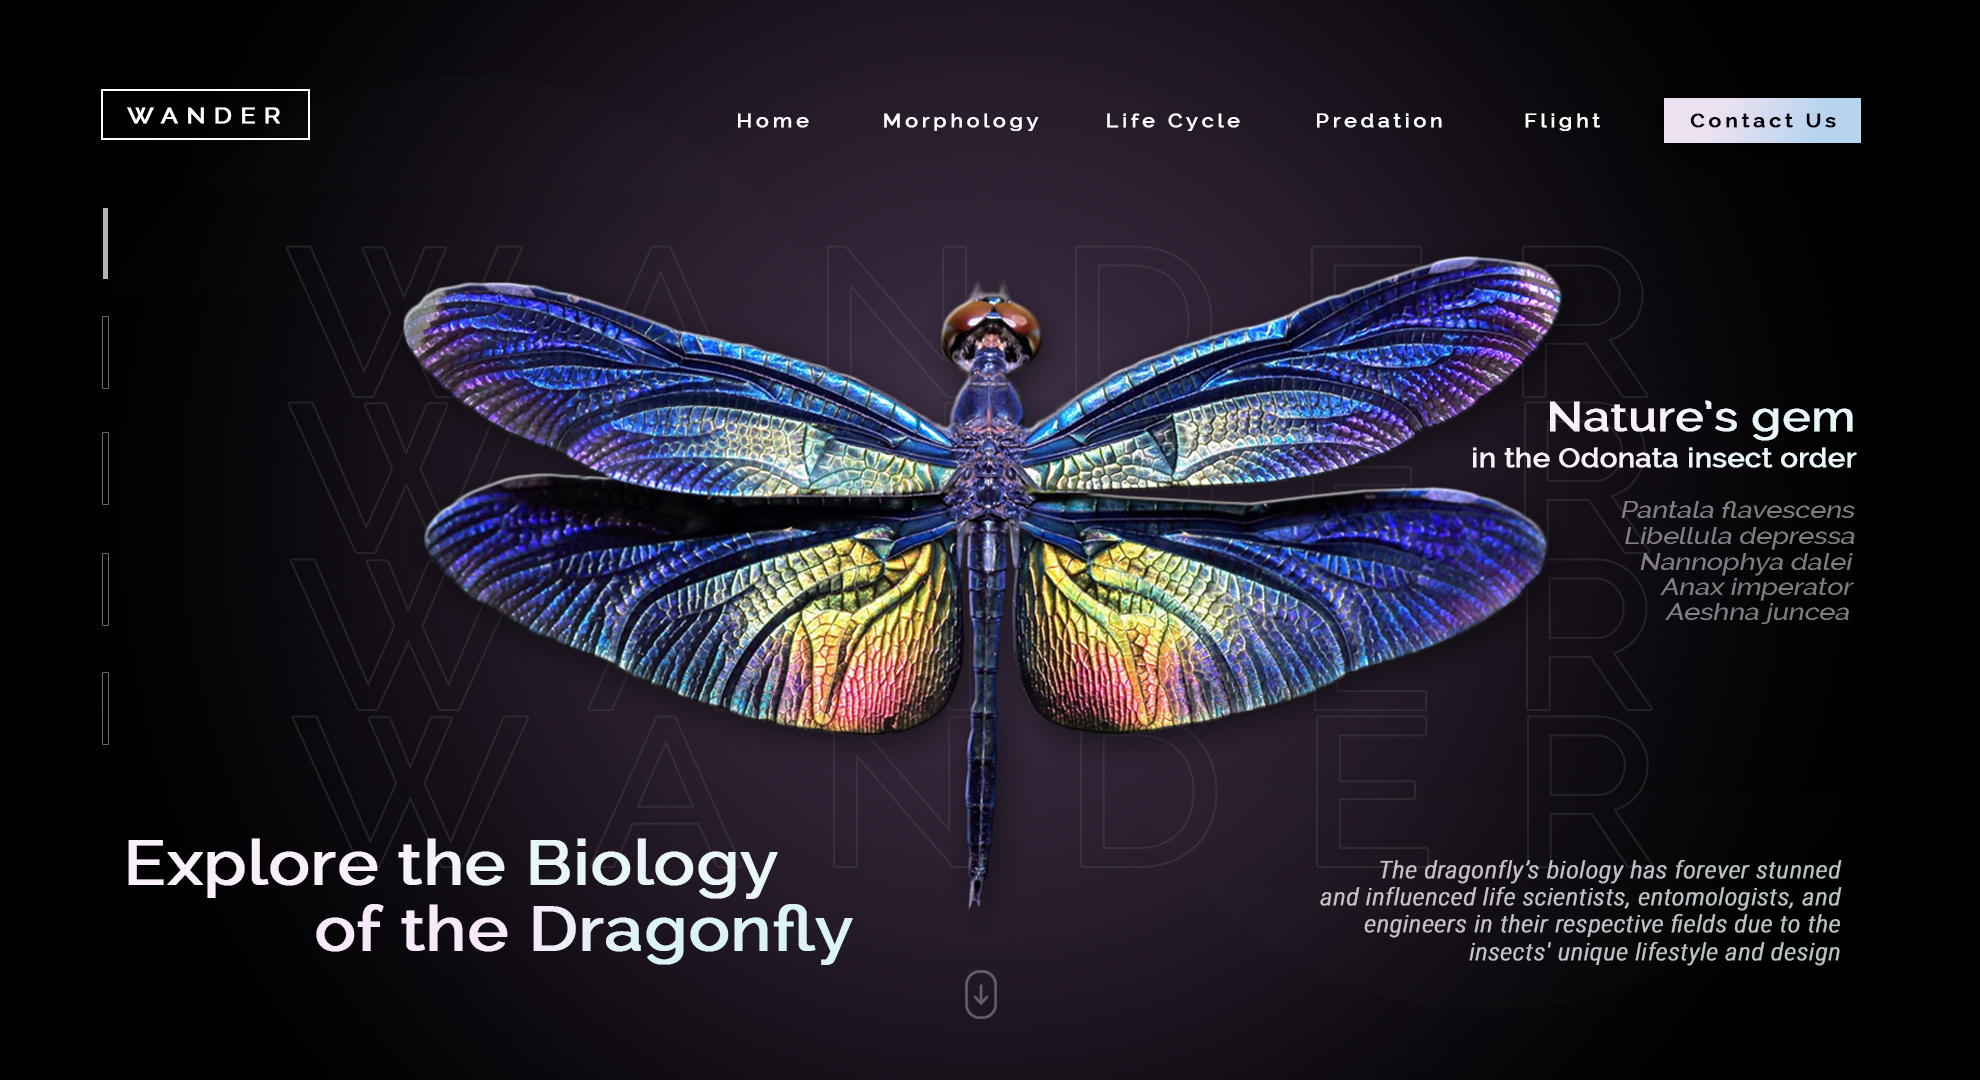 WANDER
Home
Morphology
Life Cycle
Predation
Flight
Contact Us
WANDER
WANDER
WANDER
WANDER
Nature’s gem
in the Odonata insect order
Pantala flavescens
Libellula depressa
Nannophya dalei
Anax imperator
Aeshna juncea
Explore the Biology
of the Dragonfly
The dragonfly’s biology has forever stunned
and influenced life scientists, entomologists, and
engineers in their respective fields due to the
insects' unique lifestyle and design